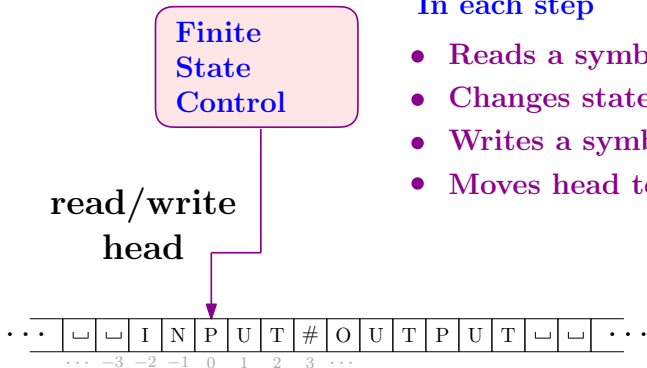 Finite
State
Control
In each step
• Reads a symb
• Changes state
• Writes a symb
• Moves head to
read/write
head
··· ␣ ␣ I N P U T # O U T P U T ␣ ␣ ···
··· −3 −2 −1 0 1 2 3 ···